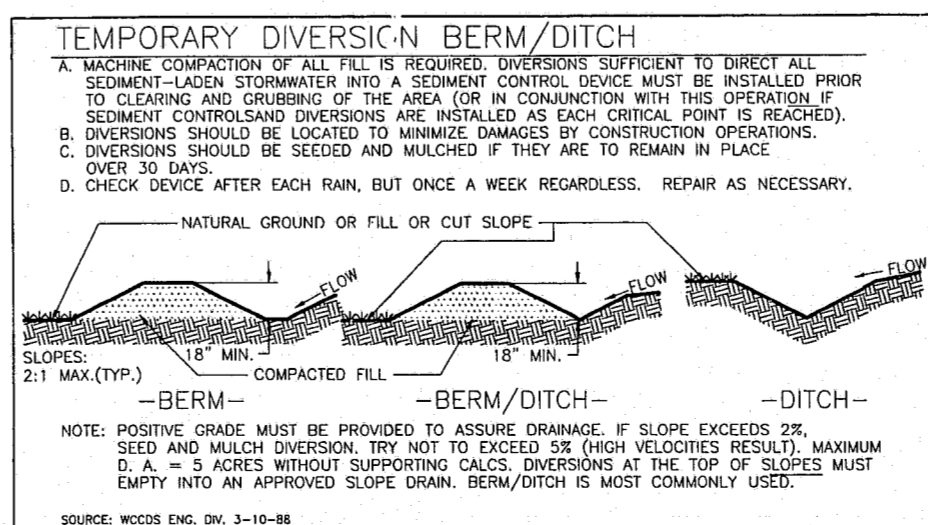 TEMPORARY DIVERSION BERM/DITCH
A. MACHINE COMPACTION OF ALL FILL IS REQUIRED. DIVERSIONS SUFFICIENT TO DIRECT ALL
SEDIMENT-LADEN STORMWATER INTO A SEDIMENT CONTROL DEVICE MUST BE INSTALLED PRIOR
TO CLEARING AND GRUBBING OF THE AREA (OR IN CONJUNCTION WITH THIS OPERATION IF
SEDIMENT CONTROLSAND DIVERSIONS ARE INSTALLED AS EACH CRITICAL POINT IS REACHED).
B. DIVERSIONS SHOULD BE LOCATED TO MINIMIZE DAMAGES BY CONSTRUCTION OPERATIONS.
C. DIVERSIONS SHOULD BE SEEDED AND MULCHED IF THEY ARE TO REMAIN IN PLACE
OVER 30 DAYS.
D. CHECK DEVICE AFTER EACH RAIN, BUT ONCE A WEEK REGARDLESS. REPAIR AS NECESSARY.
NATURAL GROUND OR FILL OR CUT SLOPE
FLOW
FLOW
FLOW
SLOPES:
2:1 MAX.(TYP.)
18" MIN.
COMPACTED FILL
18" MIN.
-BERM-
-BERM/DITCH-
-DITCH-
NOTE: POSITIVE GRADE MUST BE PROVIDED TO ASSURE DRAINAGE. IF SLOPE EXCEEDS 2%,
SEED AND MULCH DIVERSION. TRY NOT TO EXCEED 5% (HIGH VELOCITIES RESULT). MAXIMUM
D. A. = 5 ACRES WITHOUT SUPPORTING CALCS. DIVERSIONS AT THE TOP OF SLOPES MUST
EMPTY INTO AN APPROVED SLOPE DRAIN. BERM/DITCH IS MOST COMMONLY USED.
SOURCE: WCCDS ENG. DIV. 3-10-88